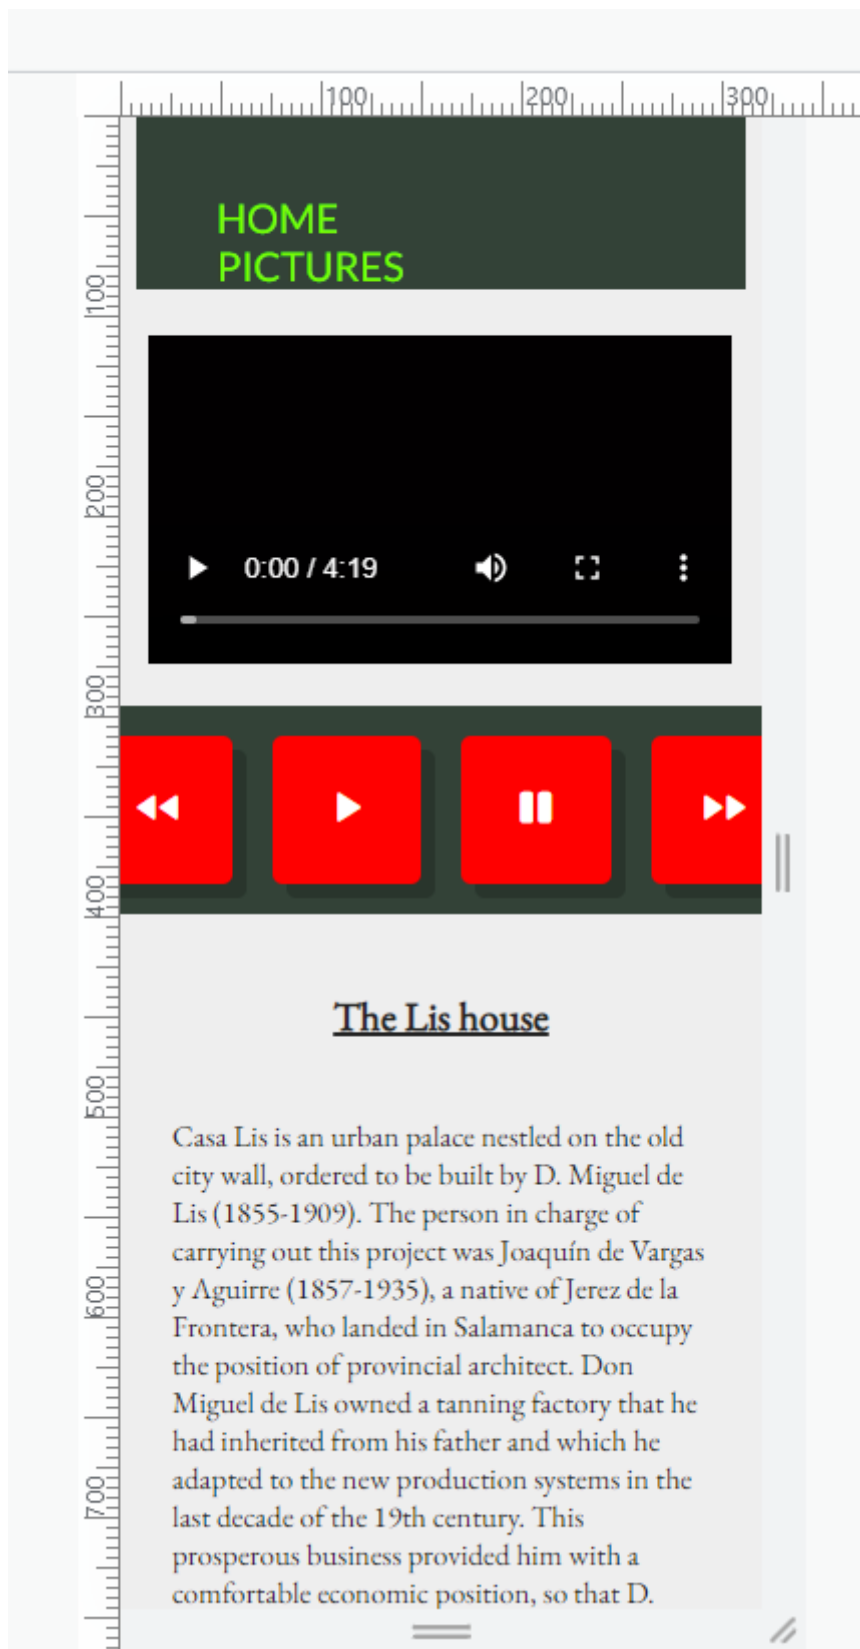 100 200 300
HOME
PICTURES
100
200
0:00 / 4:19
300
400
The Lis house
500
Casa Lis is an urban palace nestled on the old
city wall, ordered to be built by D. Miguel de
Lis (1855-1909). The person in charge of
carrying out this project was Joaquín de Vargas
y Aguirre (1857-1935), a native of Jerez de la
600
Frontera, who landed in Salamanca to occupy
the position of provincial architect. Don
Miguel de Lis owned a tanning factory that he
had inherited from his father and which he
adapted to the new production systems in the
700
last decade of the 19th century. This
prosperous business provided him with a
comfortable economic position, so that D.